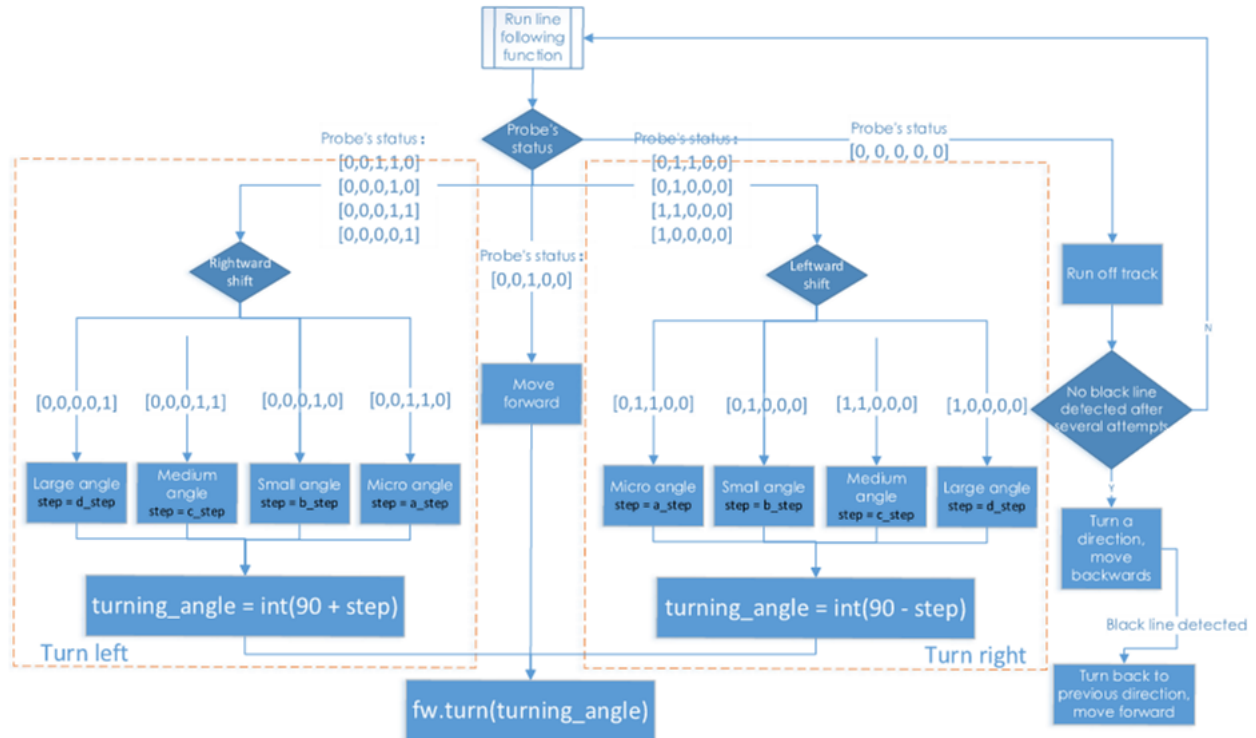 Run line
following
function
Probe's
status
Probe's status :
[0,0,1,1,0]
[0,0,0,1,0]
[0,0,0,1,1]
[0,0,0,0,1]
Probe's status :
[0,1,1,0,0]
[0,1,0,0,0]
[1,1,0,0,0]
[1,0,0,0,0]
Probe's status
[0, 0, 0, 0, 0]
Rightward
shift
Probe's status :
[0,0,1,0,0]
Leftward
shift
Run off track
N
[0,0,0,0,1]
[0,0,0,1,1]
[0,0,0,1,0]
[0,0,1,1,0]
Move
forward
[0,1,1,0,0]
[0,1,0,0,0]
[1,1,0,0,0]
[1,0,0,0,0]
No black line
detected after
several attempts
Large angle
step = d_step
Medium
angle
step = c_step
Small angle
step = b_step
Micro angle
step = a_step
Micro angle
step = a_step
Small angle
step = b_step
Medium
angle
step = c_step
Large angle
step = d_step
Y
Turn a
direction,
move
backwards
turning_angle = int(90 + step)
turning_angle = int(90 - step)
Black line detected
Turn left
Turn right
Turn back to
previous direction,
move forward
fw.turn(turning_angle)